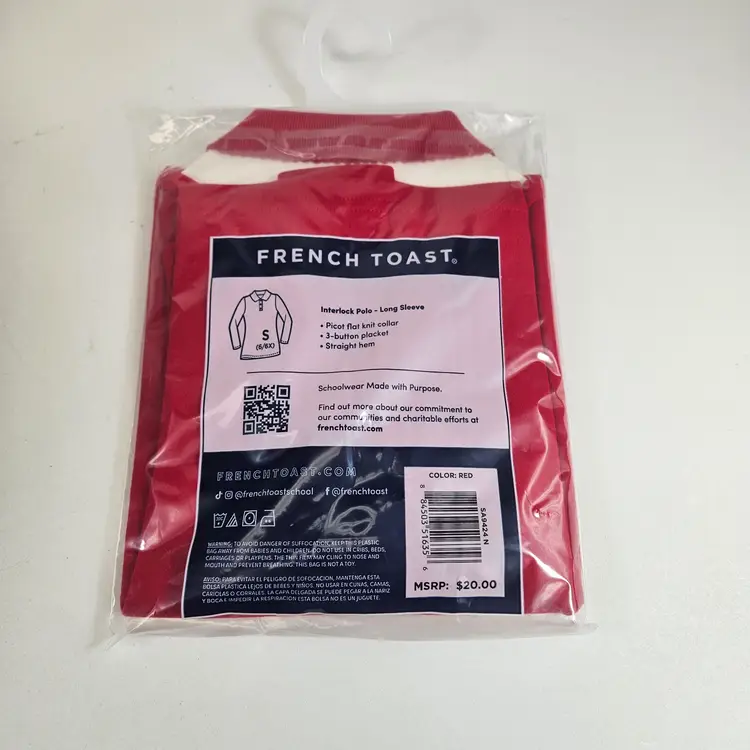 FRENCH TOAST®
Interlock Polo - Long Sleeve
• Picot flat knit collar
• 3-button placket
• Straight hem
S
(6/6X)
Schoolwear Made with Purpose.
Find out more about our commitment to
our communities and charitable efforts at
frenchtoast.com
FRENCHTOAST.COM
@frenchtoastschool f @frenchtoast
WARNING: TO AVOID DANGER OF SUFFOCATION, KEEP THIS PLASTIC
BAG AWAY FROM BABIES AND CHILDREN. DO NOT USE IN CRIBS, BEDS,
CARRIAGES OR PLAYPENS. THE THIN FILM MAY CLING TO NOSE AND
MOUTH AND PREVENT BREATHING. THIS BAG IS NOT A TOY.
AVISO: PARA EVITAR EL PELIGRO DE SOFOCACION, MANTENGA ESTA
BOLSA PLASTICA LEJOS DE BEBES Y NIÑOS. NO USAR EN CUNAS, CAMAS,
CARIOLAS O CORRALES. LA CAPA DELGADA SE PUEDE PEGAR A LA NARIZ
Y BOCA E IMPEDIR LA RESPIRACION ESTA BOLSA NO ES UN JUGUETE.
COLOR: RED
8 84503 51635 6
SA9424 N
MSRP: $20.00